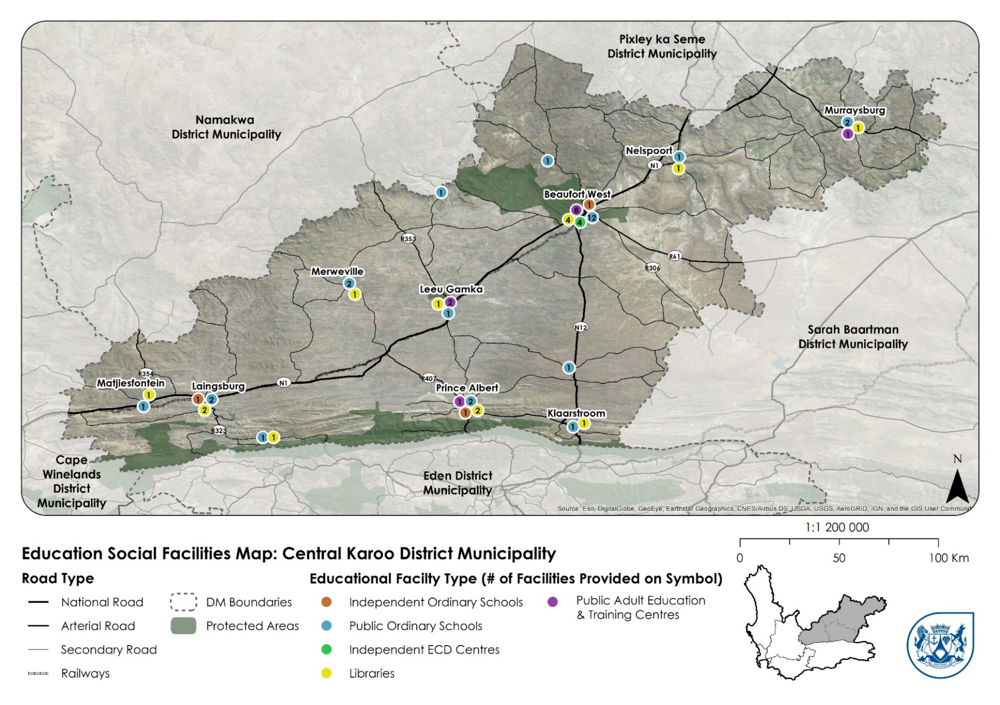 Pixley ka Seme
District Municipality
Namakwa
District Municipality
Murraysburg
2
1
1
Nelspoort
1
N1
1
1
1
Beaufort West
1
8
12
4
4
R353
R61
R306
Merweville
2
1
Leeu Gamka
1
2
1
N12
Sarah Baartman
District Municipality
1
R354
Matjiesfontein
1
1
Laingsburg
1
2
2
N1
R407
Prince Albert
1
2
1
2
Klaarstroom
1
1
R323
1
1
Cape
Winelands
District
Municipality
Eden District
Municipality
N
Source: Esri, DigitalGlobe, GeoEye, Earthstar Geographics, CNES/Airbus DS, USDA, USGS, AeroGRID, IGN, and the GIS User Communit
1:1 200 000
0 50 100 Km
Education Social Facilities Map: Central Karoo District Municipality
Road Type
National Road
Arterial Road
Secondary Road
Railways
DM Boundaries
Protected Areas
Educational Facilty Type (# of Facilities Provided on Symbol)
Independent Ordinary Schools
Public Ordinary Schools
Independent ECD Centres
Libraries
Public Adult Education
& Training Centres